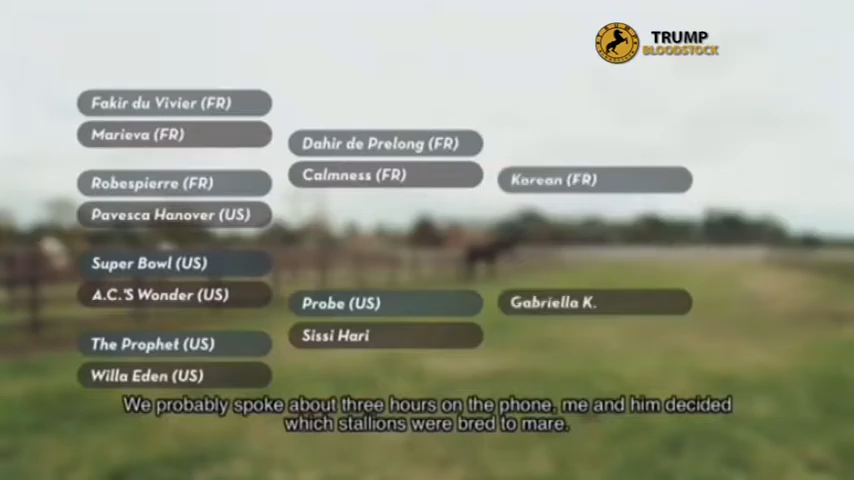 TRUMP
BLOODSTOCK
Fakir du Vivier (FR)
Marieva (FR)
Dahir de Prelong (FR)
Calmness (FR)
Korean (FR)
Robespierre (FR)
Pavesca Hanover (US)
Super Bowl (US)
A.C.'S Wonder (US)
Probe (US)
Gabriella K.
Sissi Hari
The Prophet (US)
Willa Eden (US)
We probably spoke about three hours on the phone, me and him decided
which stallions were bred to mare.